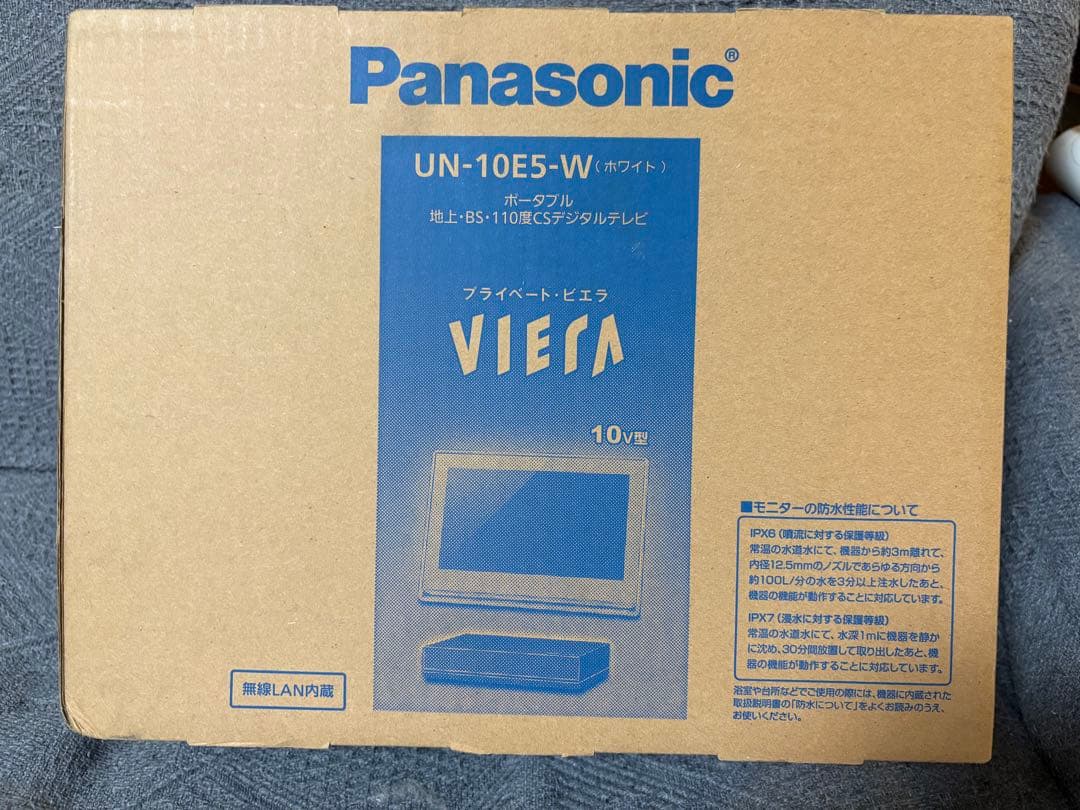 Panasonic®
UN-10E5-W（ホワイト）
ポータブル
地上・BS・110度CSデジタルテレビ
プライベート・ビエラ
VIERA
10V型
■モニターの防水性能について
IPX6（噴流に対する保護等級）
常温の水道水にて、機器から約3m離れて、
内径12.5mmのノズルであらゆる方向から
約100L/分の水を3分以上注水したあと、
機器の機能が動作することに対応しています。
IPX7（浸水に対する保護等級）
常温の水道水にて、水深1mに機器を静か
に沈め、30分間放置して取り出したあと、機
器の機能が動作することに対応しています。
浴室や台所などでご使用の際には、機器に内蔵された
取扱説明書の「防水について」をよくお読みのうえ、
お使いください。
無線LAN内蔵